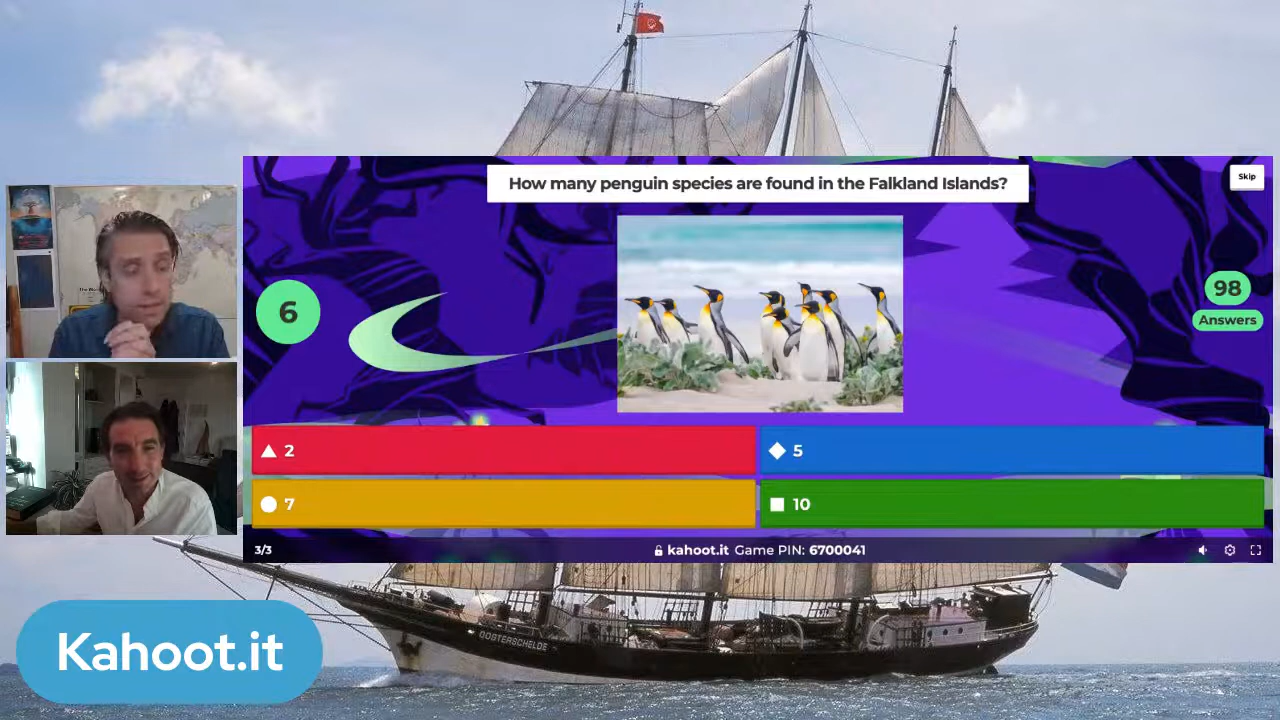 How many penguin species are found in the Falkland Islands?
Skip
6
98
Answers
2
5
7
10
3/3
kahoot.it Game PIN: 6700041
OOSTERSCHELDE
Kahoot.it